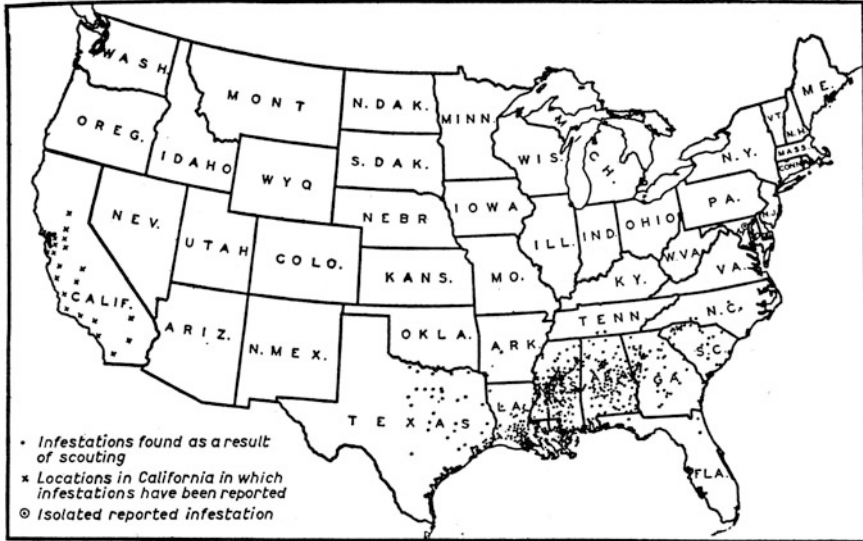 WASH.
MONT
N. DAK.
MINN.
ME.
VT.
N.H.
OREG.
IDAHO
S. DAK.
WIS.
CH.
N.Y.
MASS.
CONN.
WYO
NEBR
IOWA
PA.
N.J.
NEV.
UTAH
COLO.
ILL.
IND
OHIO
W.VA
VA.
CALIF.
KANS.
MO.
KY.
ARIZ.
N. MEX.
OKLA.
ARK.
TENN.
N.C.
S.C.
TEXAS
LA.
ALA.
GA.
FLA.
• Infestations found as a result
of scouting
x Locations in California in which
infestations have been reported
⊙ Isolated reported infestation